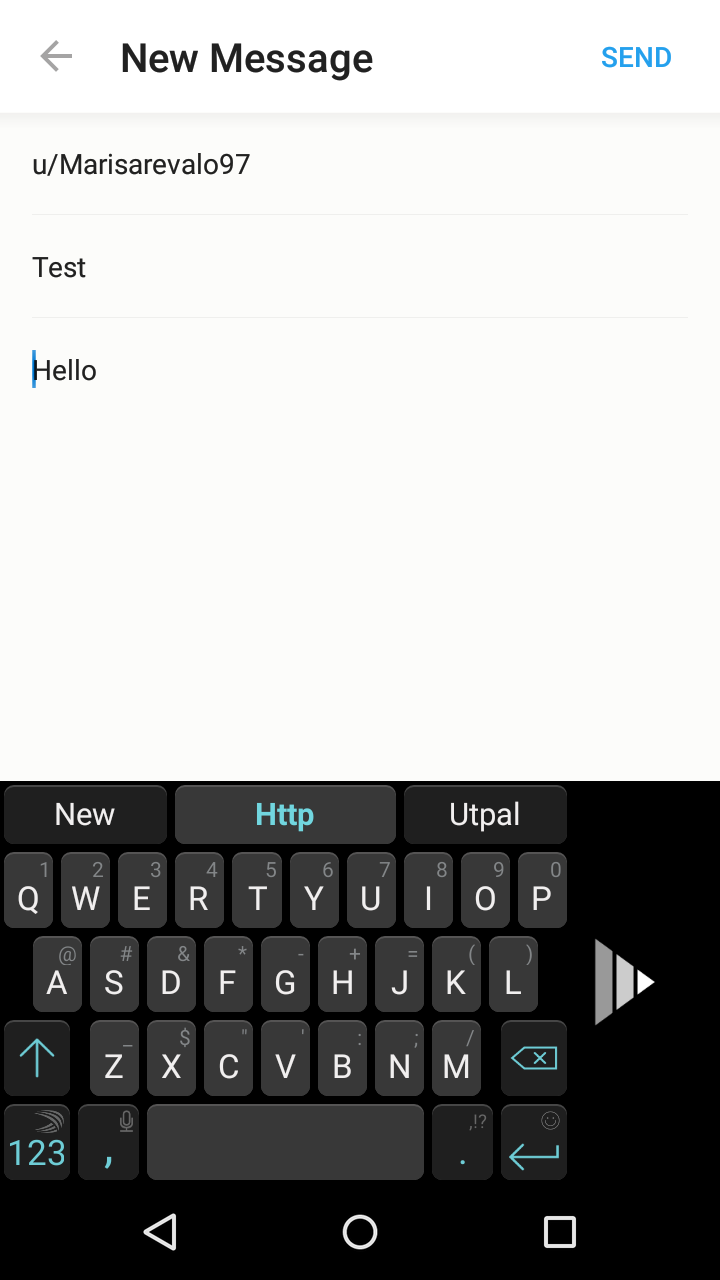 New Message SEND
u/Marisarevalo97
Test
Hello
New Http Utpal
1 2 3 4 5 6 7 8 9 0
Q W E R T Y U I O P
@ # & * - + = ( )
A S D F G H J K L
_ $ " ' : ; /
Z X C V B N M
,!?
123 , .